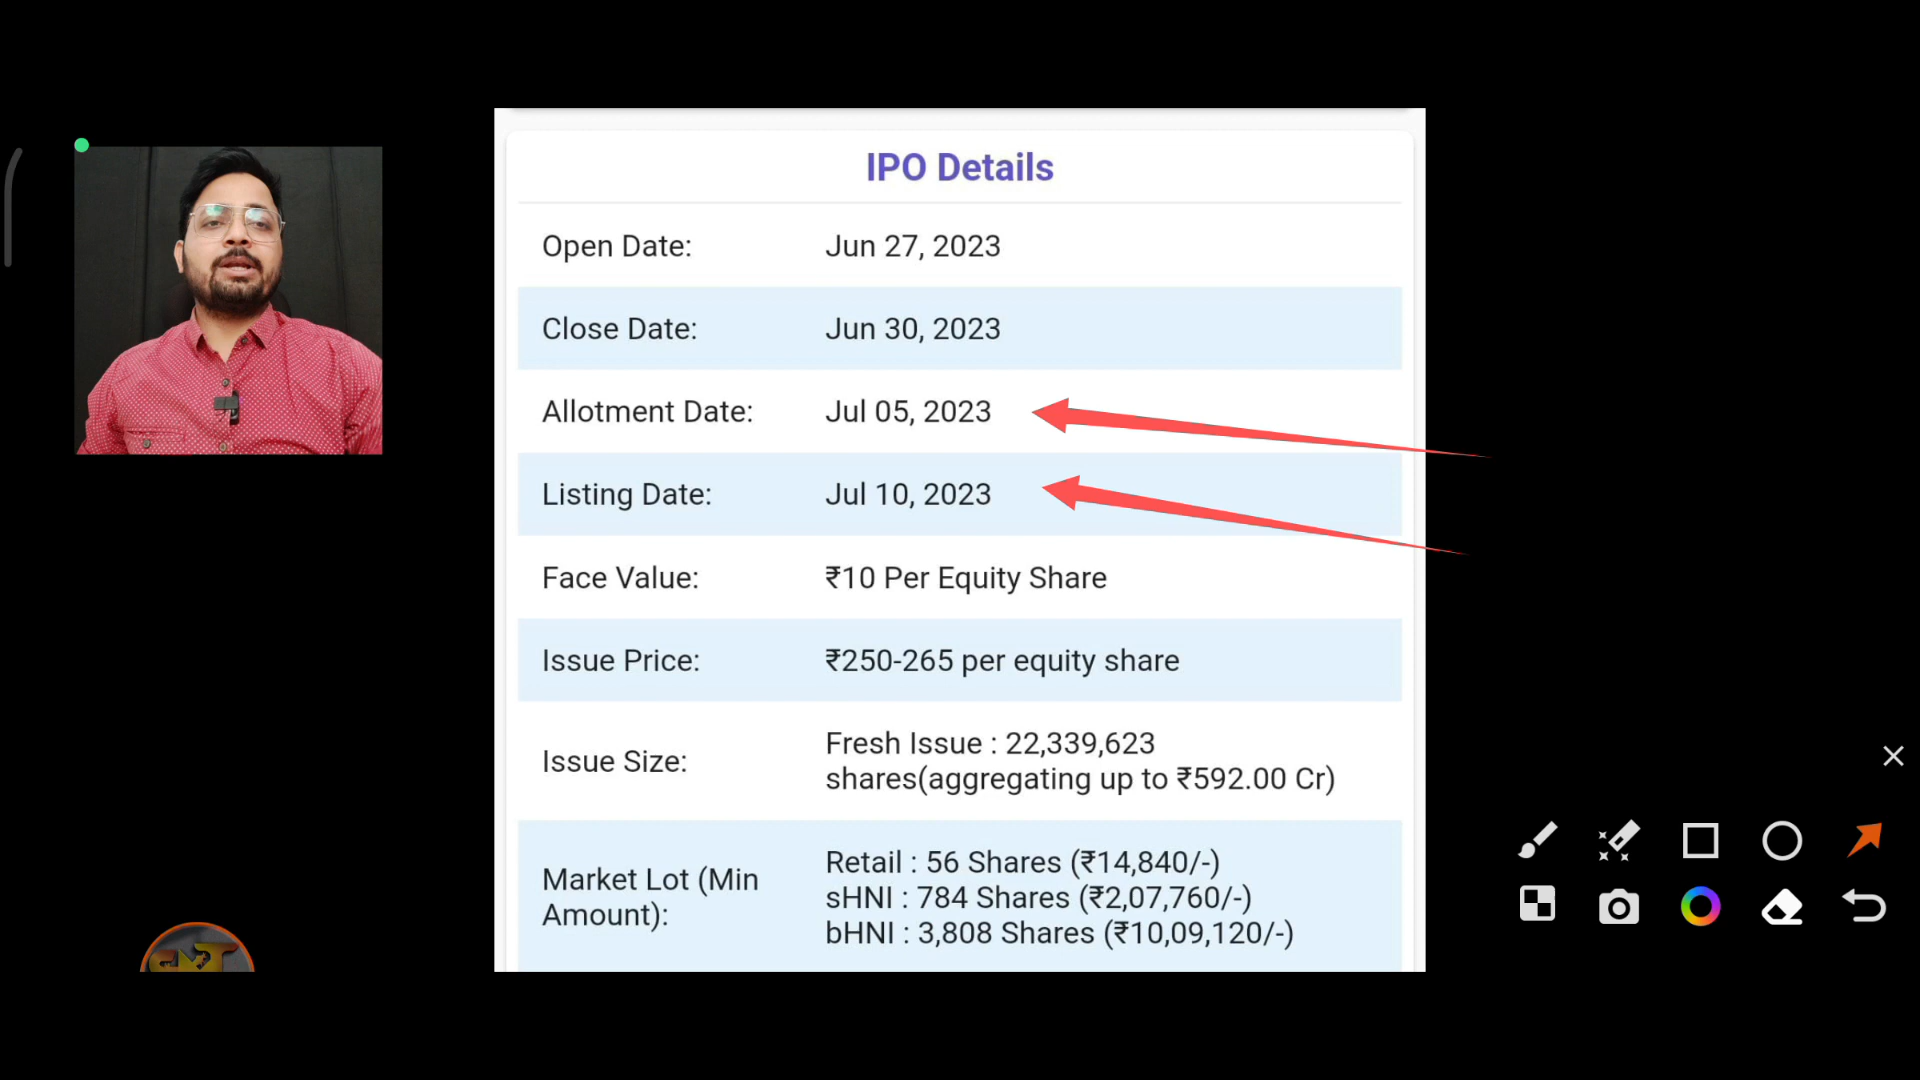 IPO Details
Open Date: Jun 27, 2023
Close Date: Jun 30, 2023
Allotment Date: Jul 05, 2023
Listing Date: Jul 10, 2023
Face Value: ₹10 Per Equity Share
Issue Price: ₹250-265 per equity share
Issue Size: Fresh Issue : 22,339,623
shares(aggregating up to ₹592.00 Cr)
Market Lot (Min
Amount):
Retail : 56 Shares (₹14,840/-)
sHNI : 784 Shares (₹2,07,760/-)
bHNI : 3,808 Shares (₹10,09,120/-)